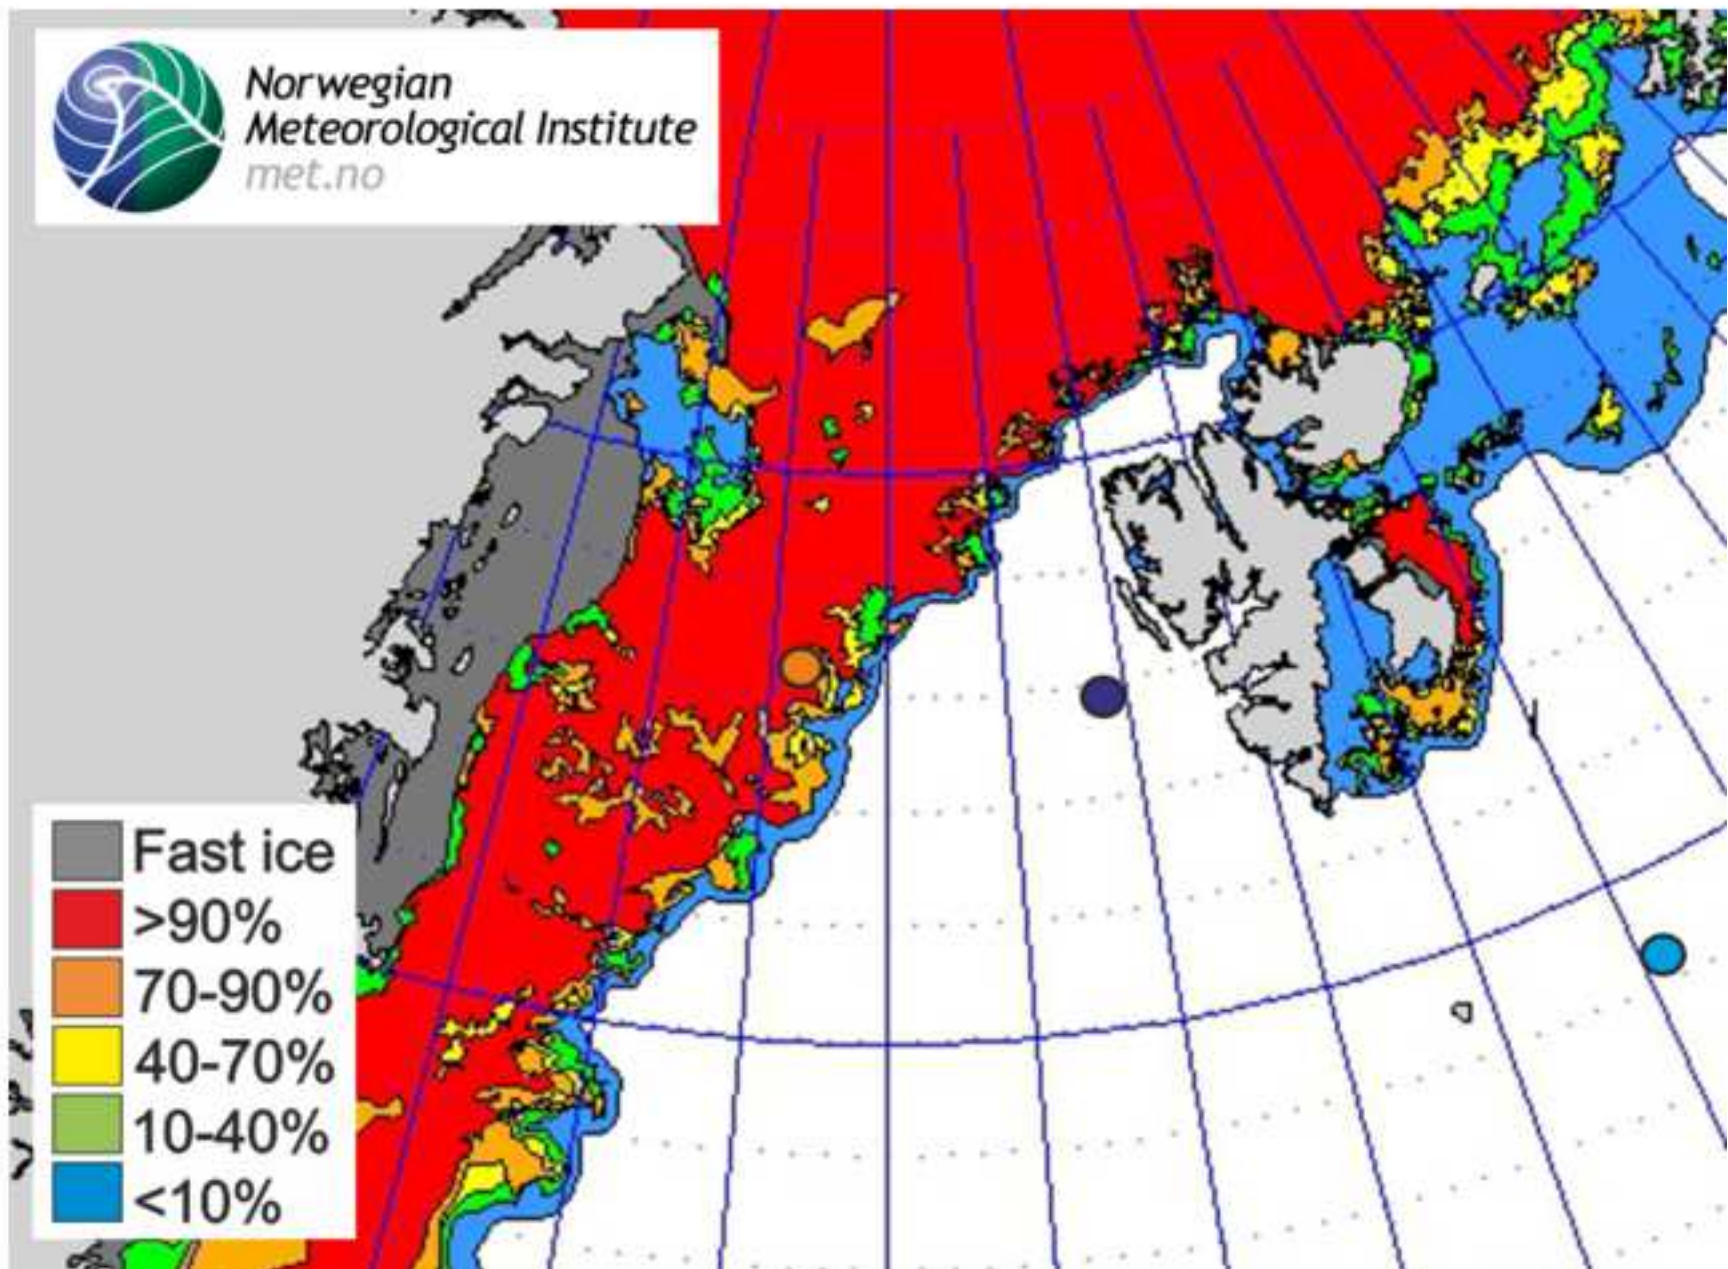 Norwegian
Meteorological Institute
met.no
Fast ice
>90%
70-90%
40-70%
10-40%
<10%